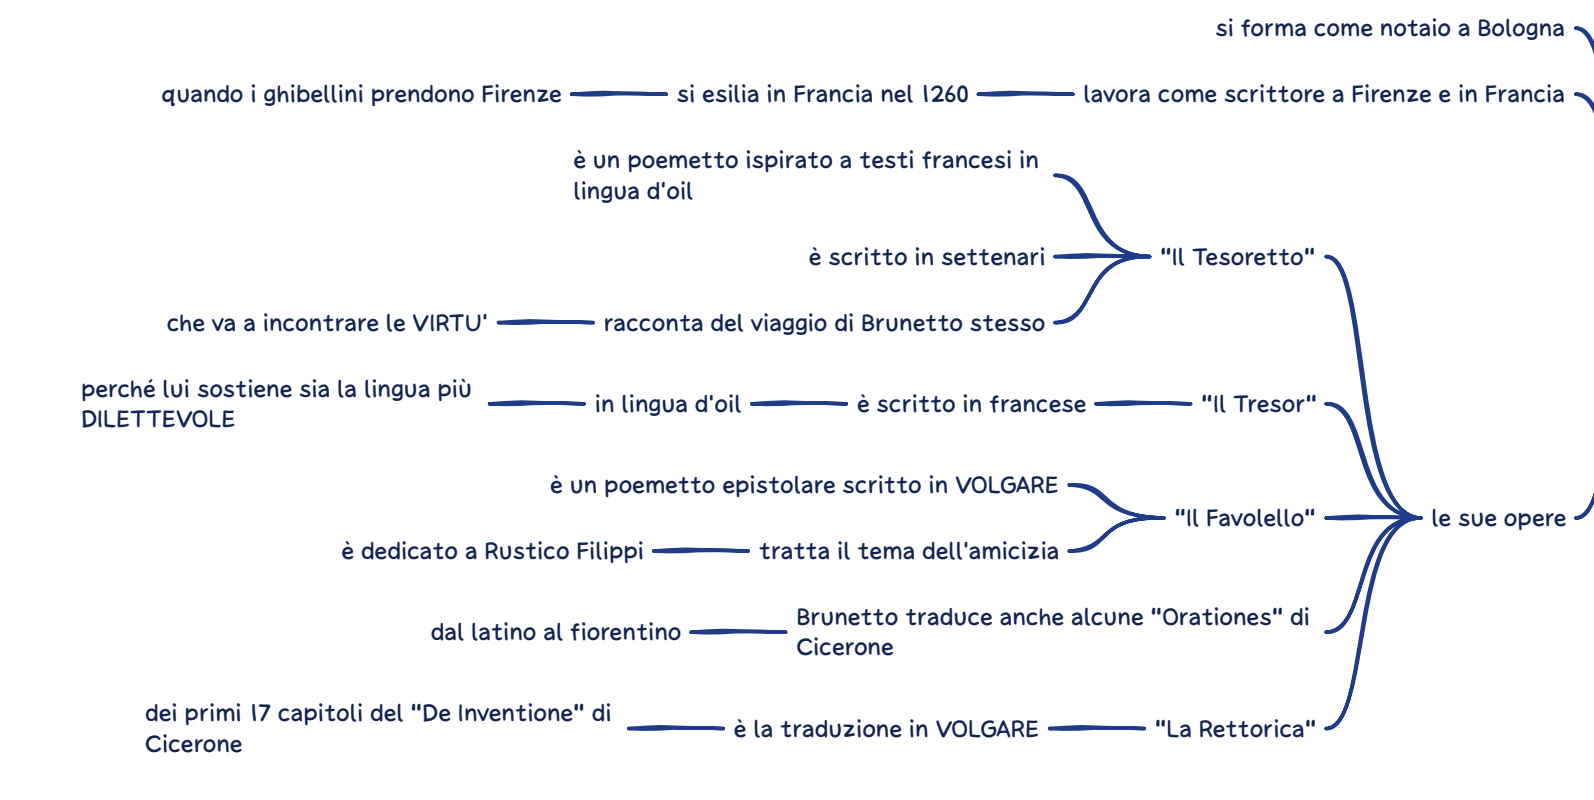 si forma come notaio a Bologna
quando i ghibellini prendono Firenze
si esilia in Francia nel 1260
lavora come scrittore a Firenze e in Francia
è un poemetto ispirato a testi francesi in
lingua d'oil
è scritto in settenari
"Il Tesoretto"
che va a incontrare le VIRTU'
racconta del viaggio di Brunetto stesso
perché lui sostiene sia la lingua più
DILETTEVOLE
in lingua d'oil
è scritto in francese
"Il Tresor"
è un poemetto epistolare scritto in VOLGARE
"Il Favolello"
le sue opere
è dedicato a Rustico Filippi
tratta il tema dell'amicizia
dal latino al fiorentino
Brunetto traduce anche alcune "Orationes" di
Cicerone
dei primi 17 capitoli del "De Inventione" di
Cicerone
è la traduzione in VOLGARE
"La Rettorica"